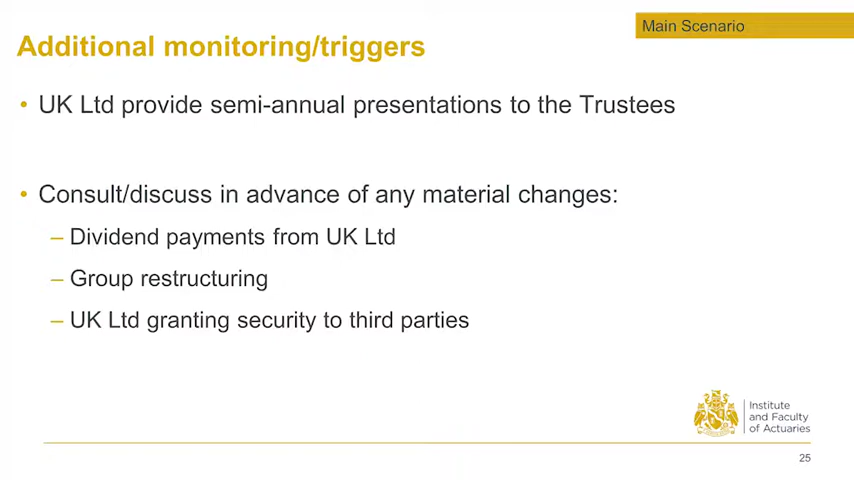 Main Scenario
Additional monitoring/triggers
• UK Ltd provide semi-annual presentations to the Trustees
• Consult/discuss in advance of any material changes:
– Dividend payments from UK Ltd
– Group restructuring
– UK Ltd granting security to third parties
Institute
and Faculty
of Actuaries
25